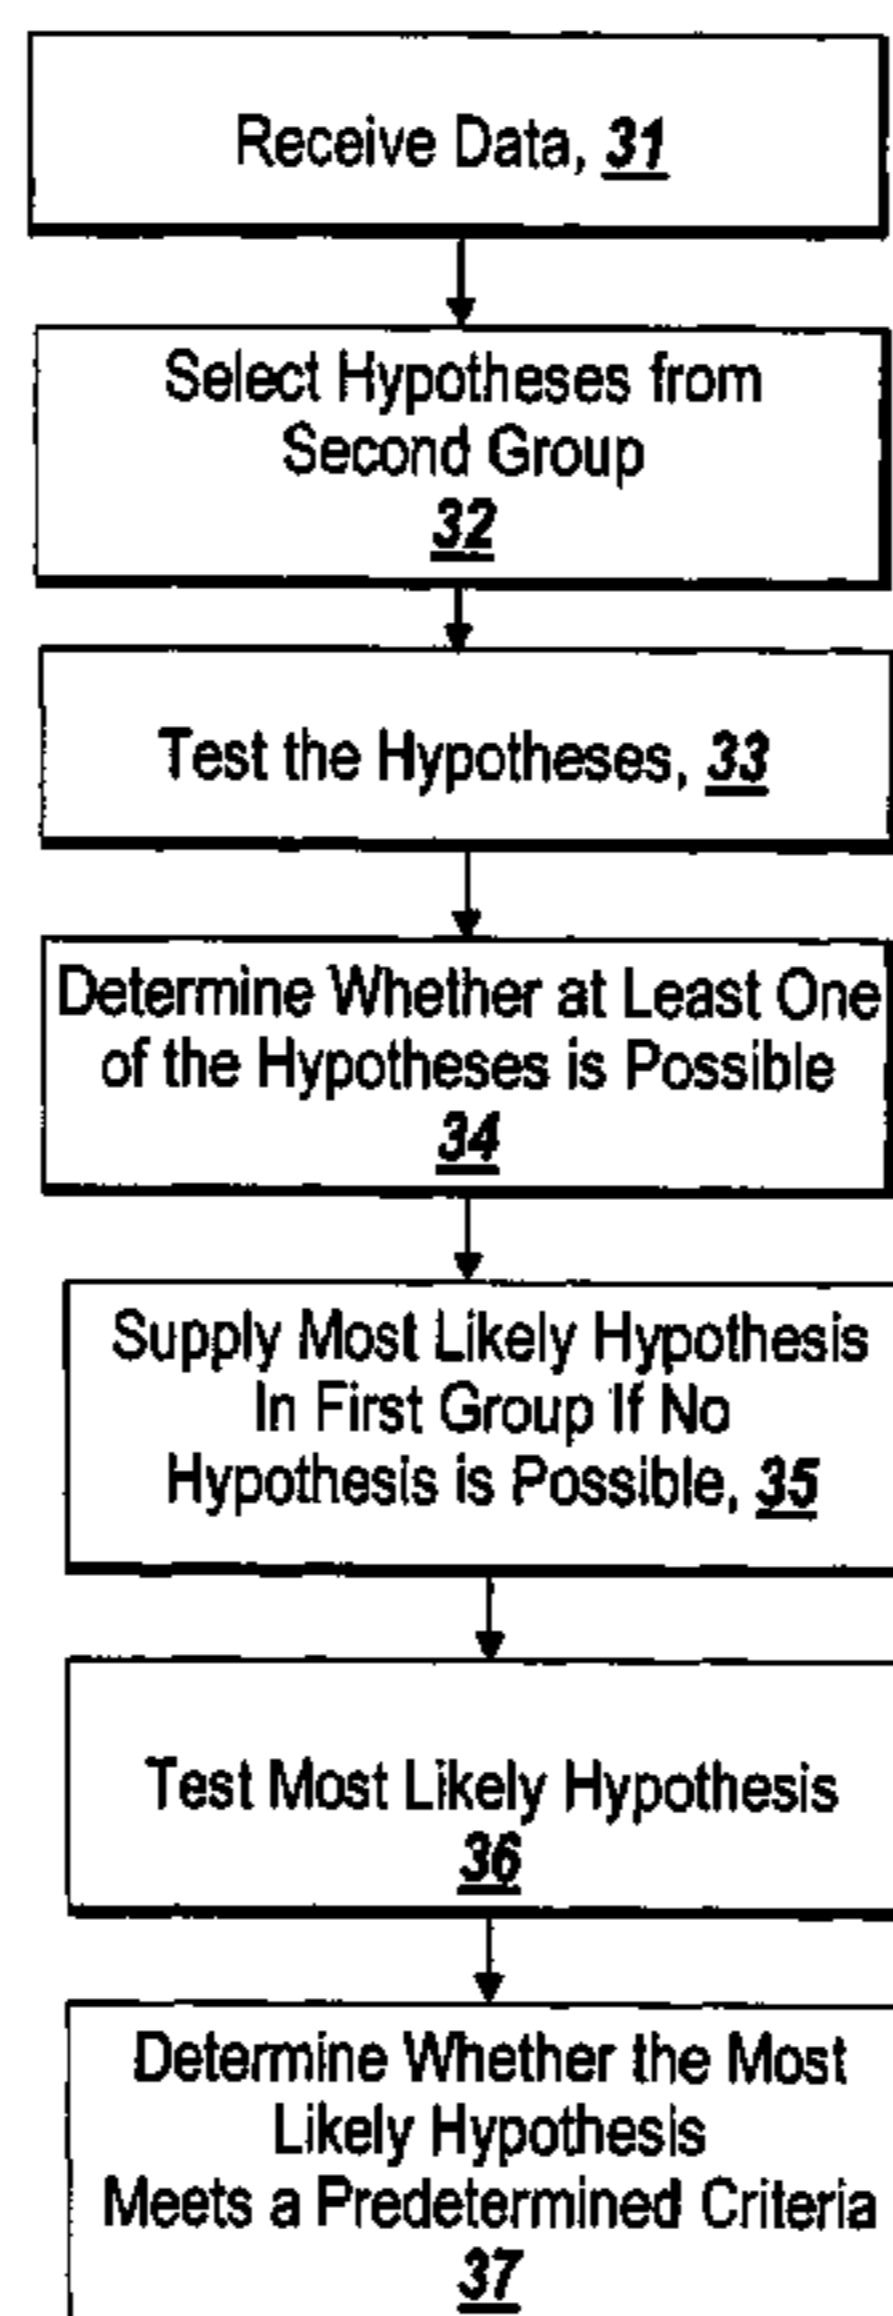 Receive Data, 31
Select Hypotheses from
Second Group
32
Test the Hypotheses, 33
Determine Whether at Least One
of the Hypotheses is Possible
34
Supply Most Likely Hypothesis
In First Group If No
Hypothesis is Possible, 35
Test Most Likely Hypothesis
36
Determine Whether the Most
Likely Hypothesis
Meets a Predetermined Criteria
37